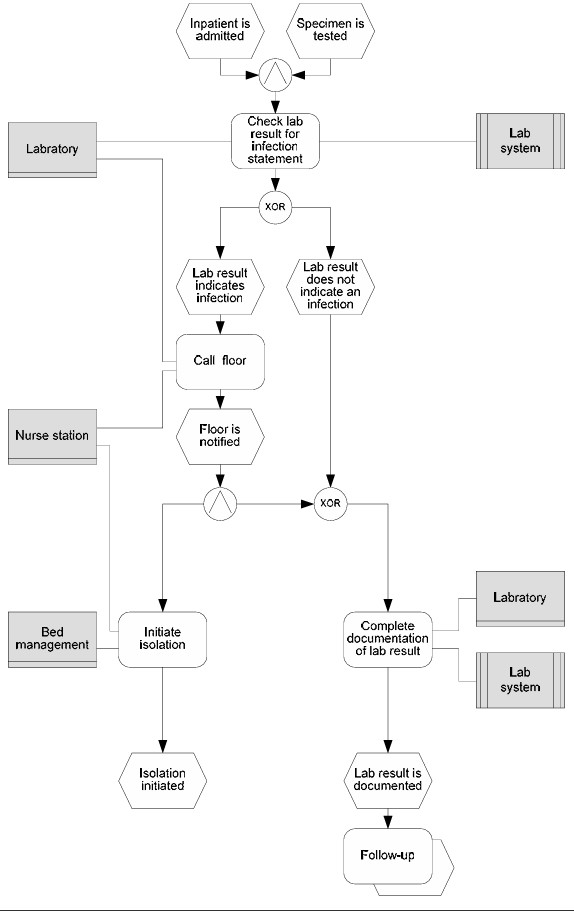 Inpatient is
admitted
Specimen is
tested
Check lab
result for
infection
statement
Labratory
Lab
system
XOR
Lab result
indicates
infection
Lab result
does not
indicate an
infection
Call floor
Nurse station
Floor is
notified
XOR
Bed
management
Initiate
isolation
Complete
documentation
of lab result
Labratory
Lab
system
Isolation
initiated
Lab result is
documented
Follow-up